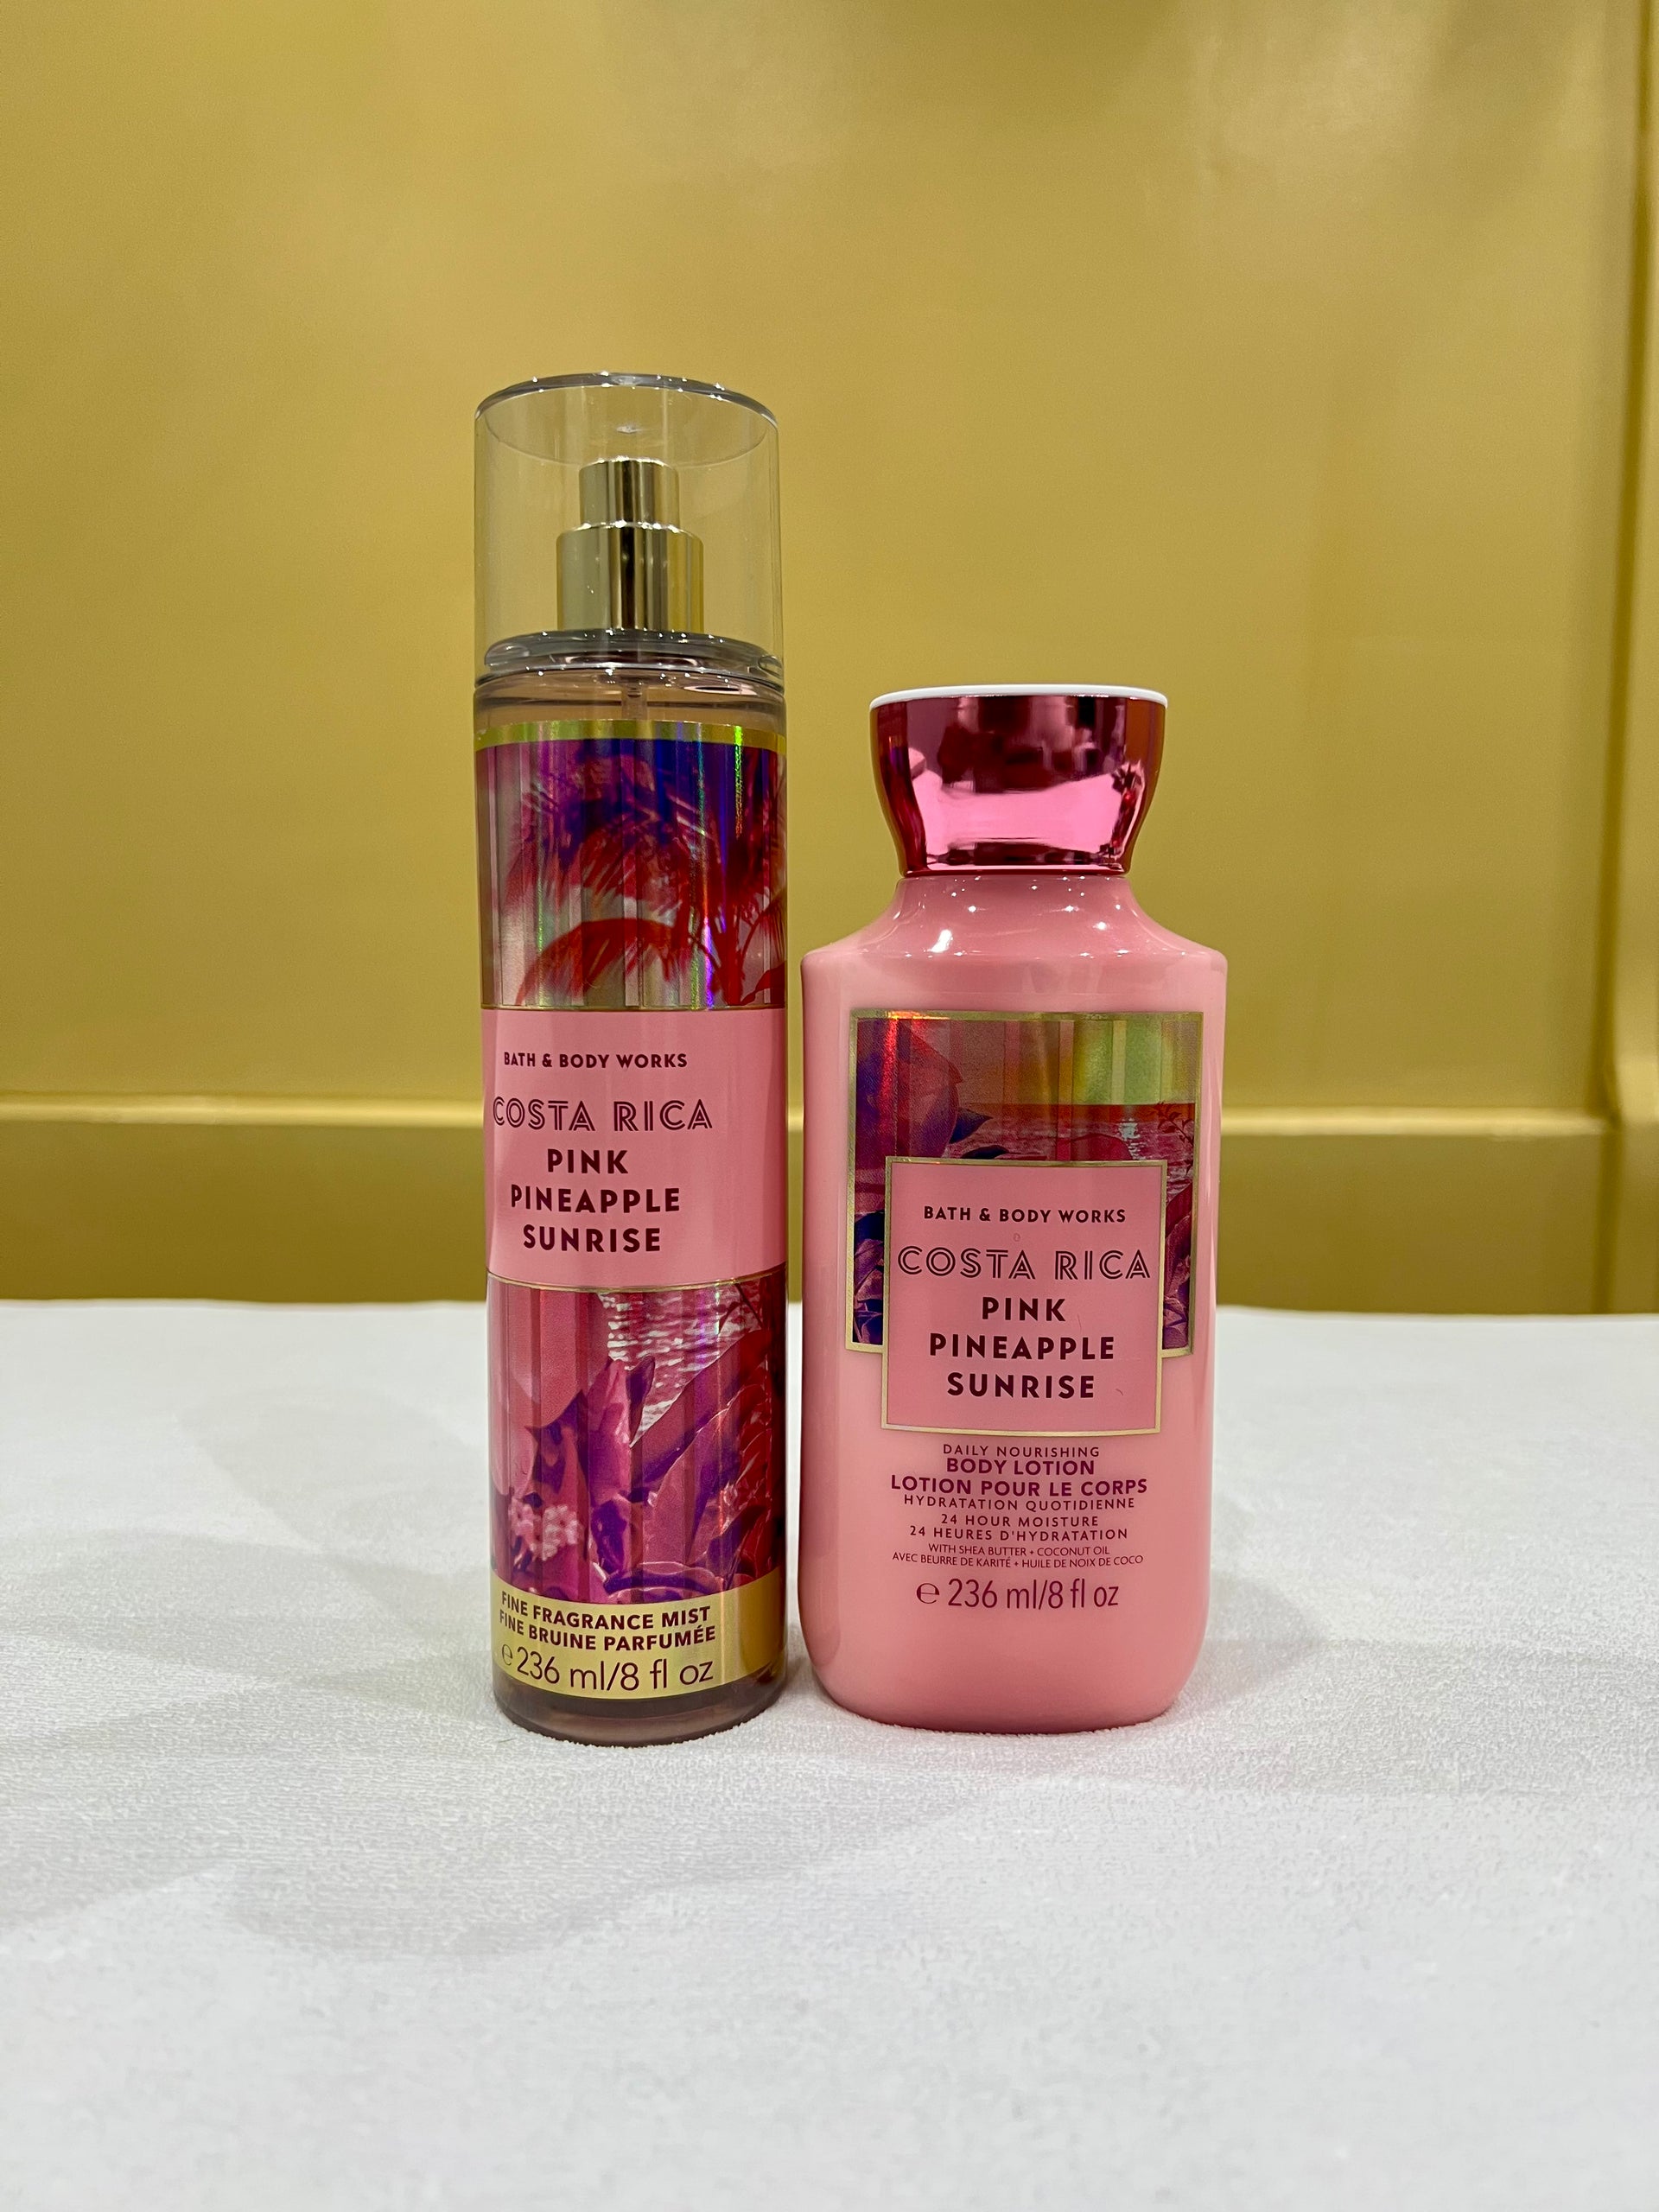 BATH & BODY WORKS
COSTA RICA
PINK
PINEAPPLE
SUNRISE
FINE FRAGRANCE MIST
FINE BRUINE PARFUMÉE
℮ 236 ml/8 fl oz
BATH & BODY WORKS
COSTA RICA
PINK
PINEAPPLE
SUNRISE
DAILY NOURISHING
BODY LOTION
LOTION POUR LE CORPS
HYDRATATION QUOTIDIENNE
24 HOUR MOISTURE
24 HEURES D'HYDRATATION
WITH SHEA BUTTER + COCONUT OIL
AVEC BEURRE DE KARITÉ + HUILE DE NOIX DE COCO
℮ 236 ml/8 fl oz